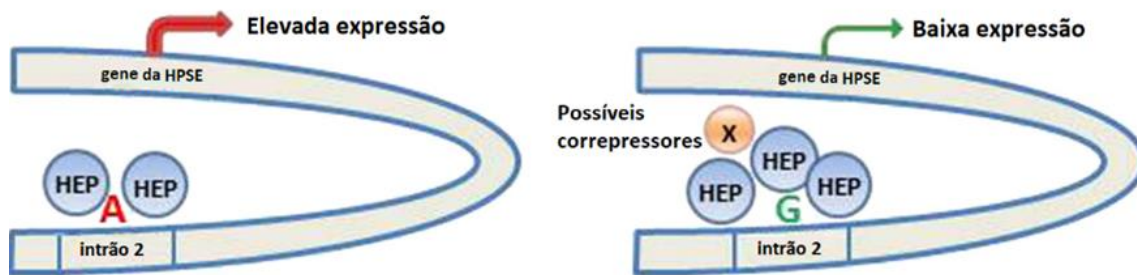 Elevada expressão
gene da HPSE
HEP
HEP
A
intrão 2
Baixa expressão
gene da HPSE
Possíveis
correpressores
X
HEP
HEP
HEP
G
intrão 2